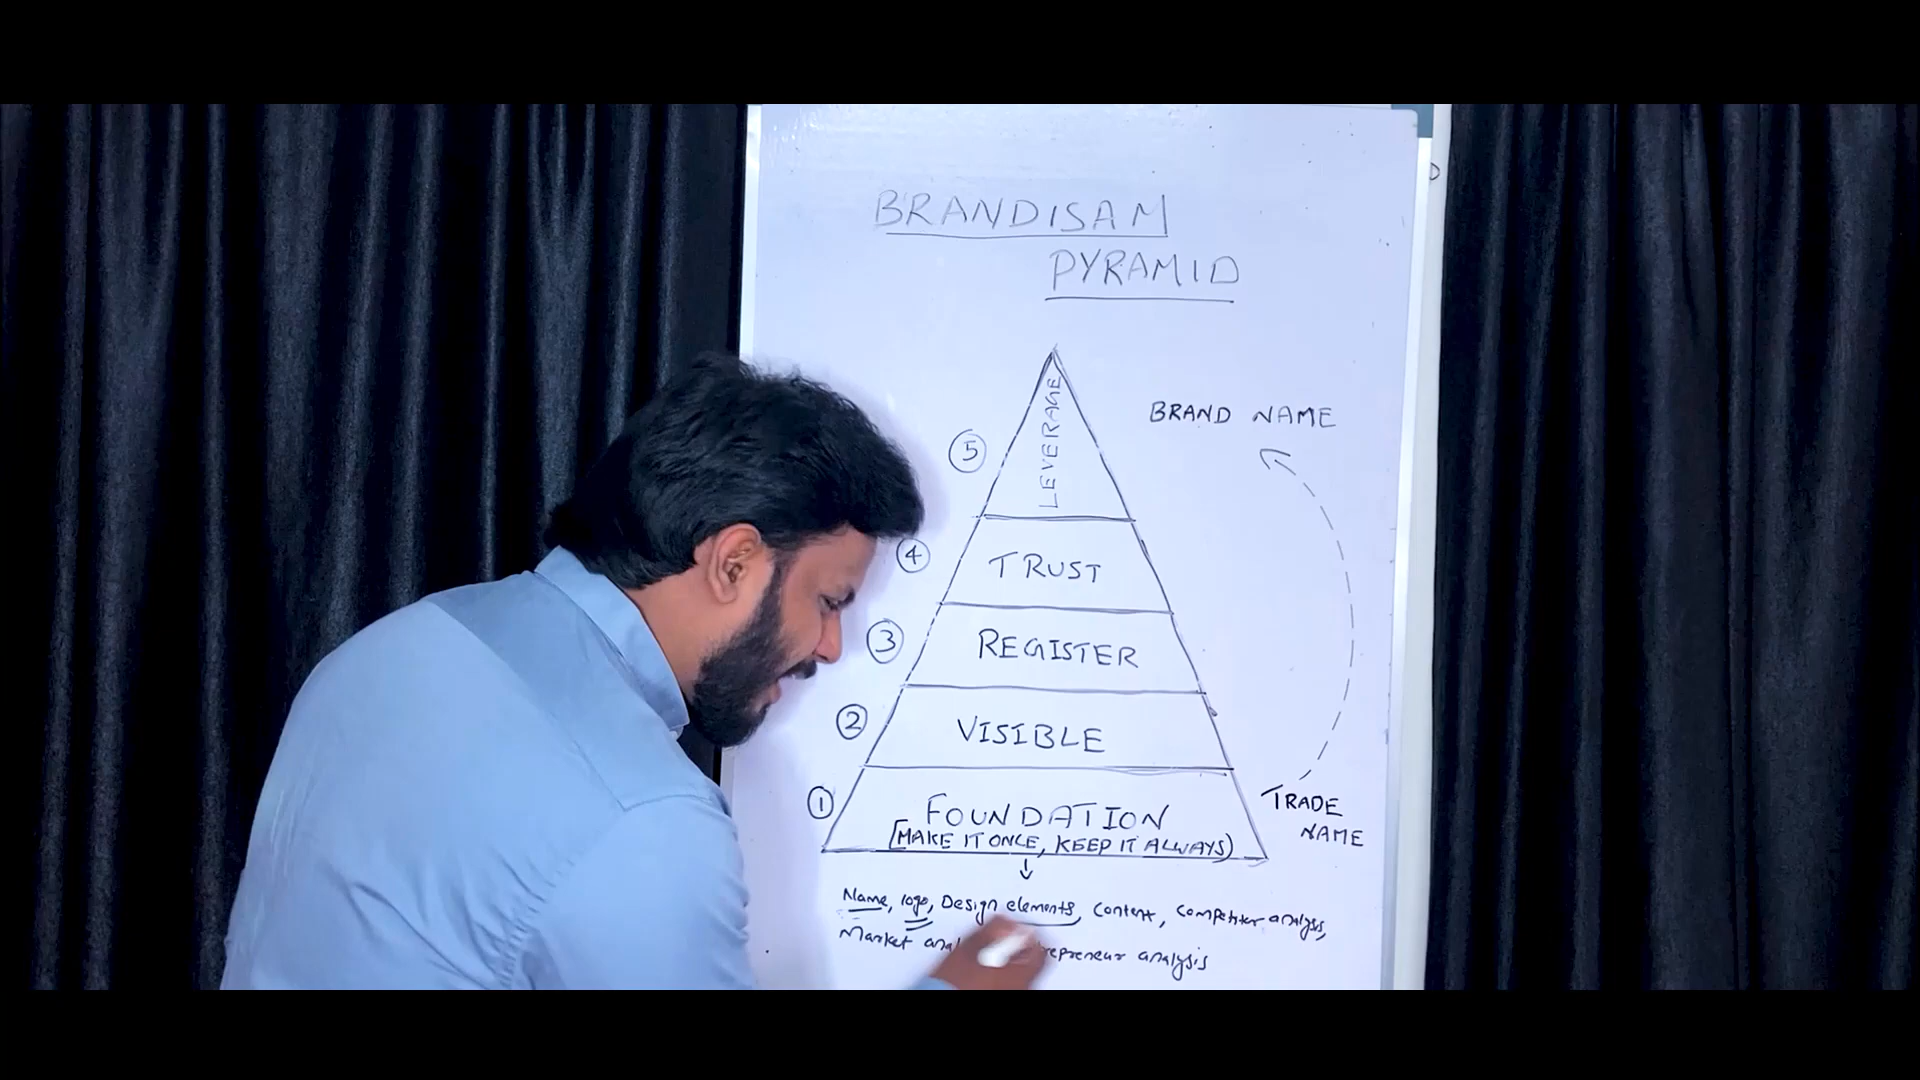 BRANDISAM
PYRAMID
LEVERAGE
BRAND NAME
5
4
TRUST
3
REGISTER
2
VISIBLE
1
FOUNDATION
[MAKE IT ONCE, KEEP IT ALWAYS)
TRADE
NAME
Name, logo, Design elements, Content, Competitor analysis,
Market analysis